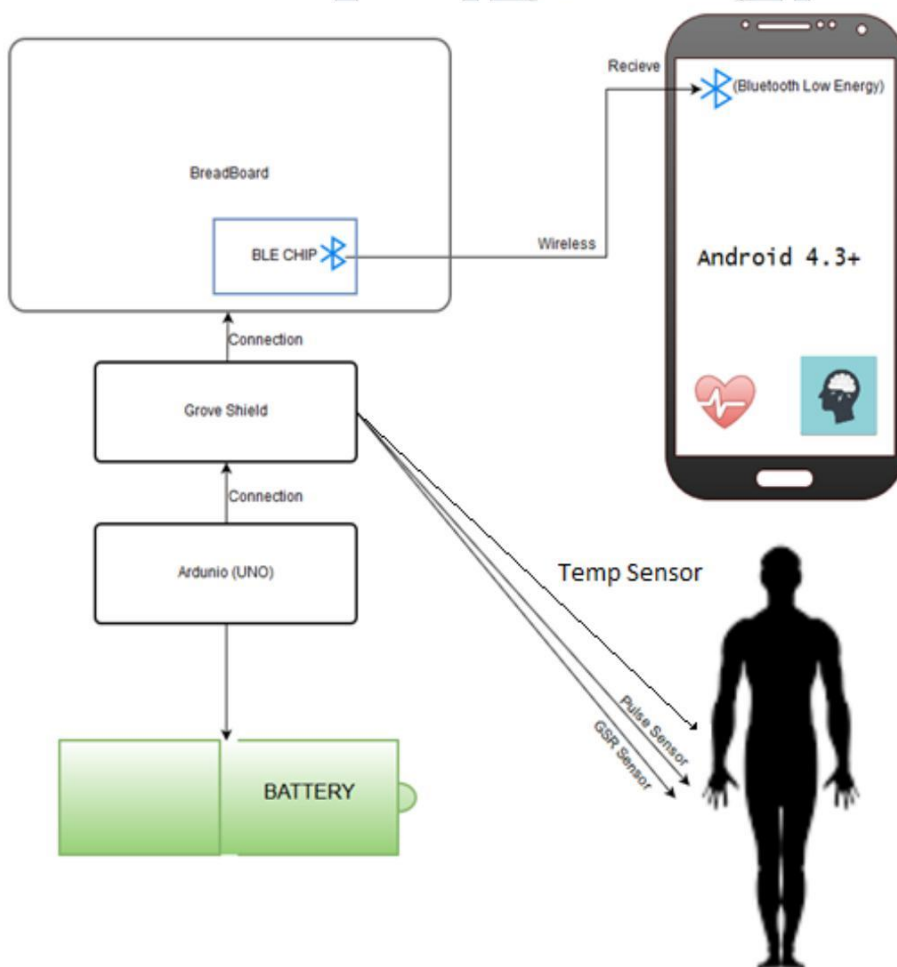 Recieve
(Bluetooth Low Energy)
BreadBoard
BLE CHIP
Wireless
Android 4.3+
Connection
Grove Shield
Connection
Ardunio (UNO)
Temp Sensor
Pulse Sensor
GSR Sensor
BATTERY